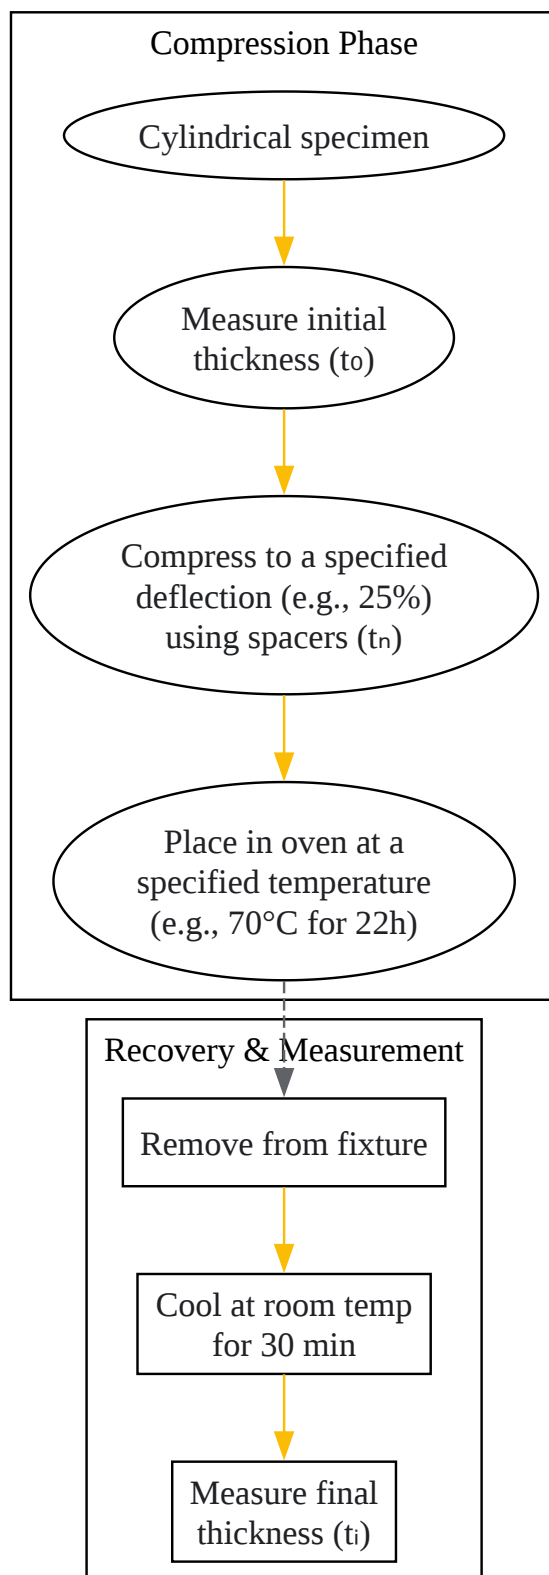 Compression Phase
Cylindrical specimen
Measure initial
thickness (t₀)
Compress to a specified
deflection (e.g., 25%)
using spacers (tₙ)
Place in oven at a
specified temperature
(e.g., 70°C for 22h)
Recovery & Measurement
Remove from fixture
Cool at room temp
for 30 min
Measure final
thickness (tᵢ)